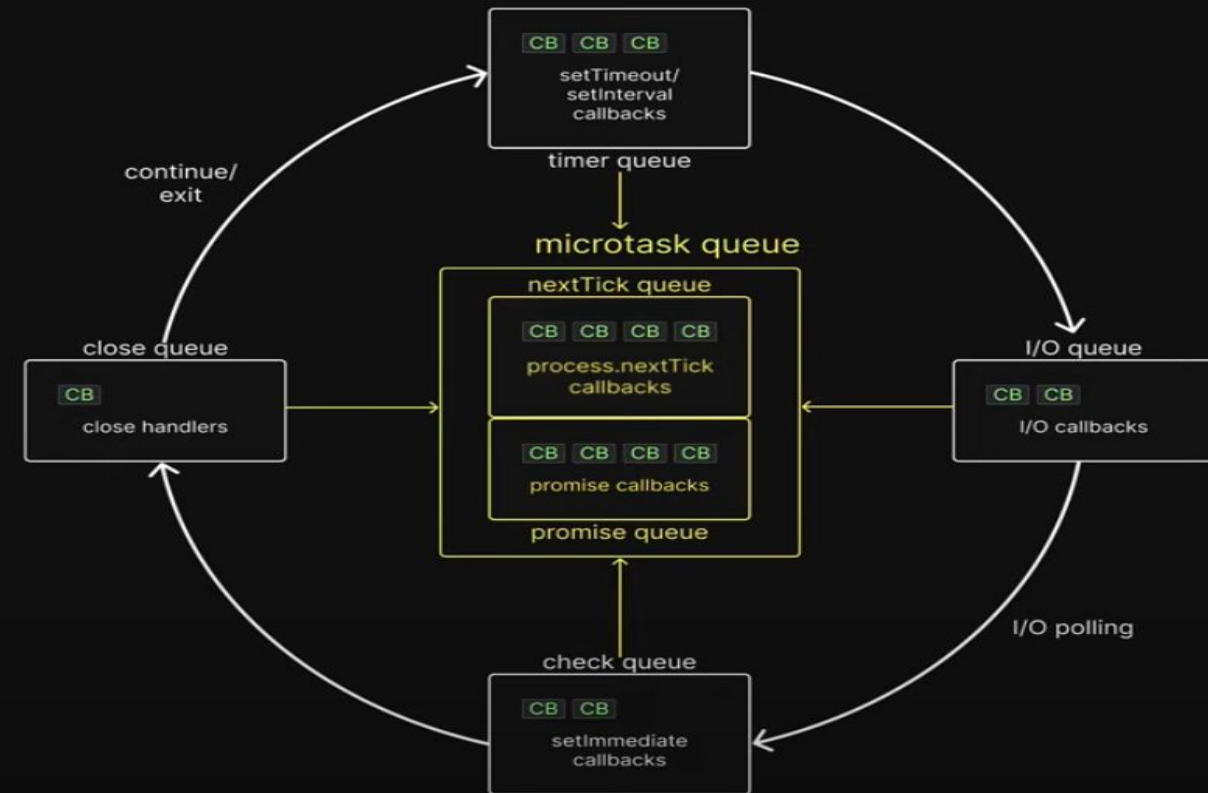 CB CB CB
setTimeout/
setInterval
callbacks
timer queue
continue/
exit
microtask queue
nextTick queue
CB CB CB CB
process.nextTick
callbacks
close queue
CB
close handlers
I/O queue
CB CB
I/O callbacks
CB CB CB CB
promise callbacks
promise queue
I/O polling
check queue
CB CB
setImmediate
callbacks